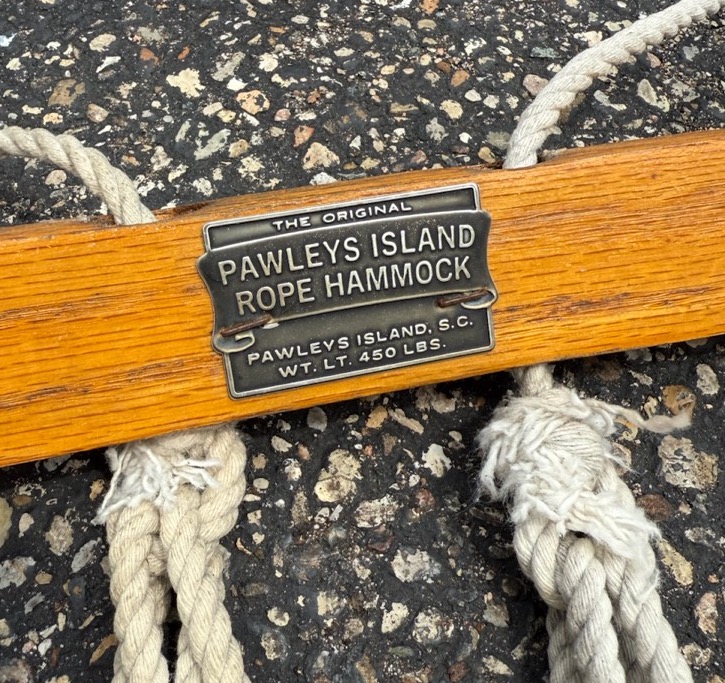 THE ORIGINAL
PAWLEYS ISLAND
ROPE HAMMOCK
PAWLEYS ISLAND, S.C.
WT. LT. 450 LBS.